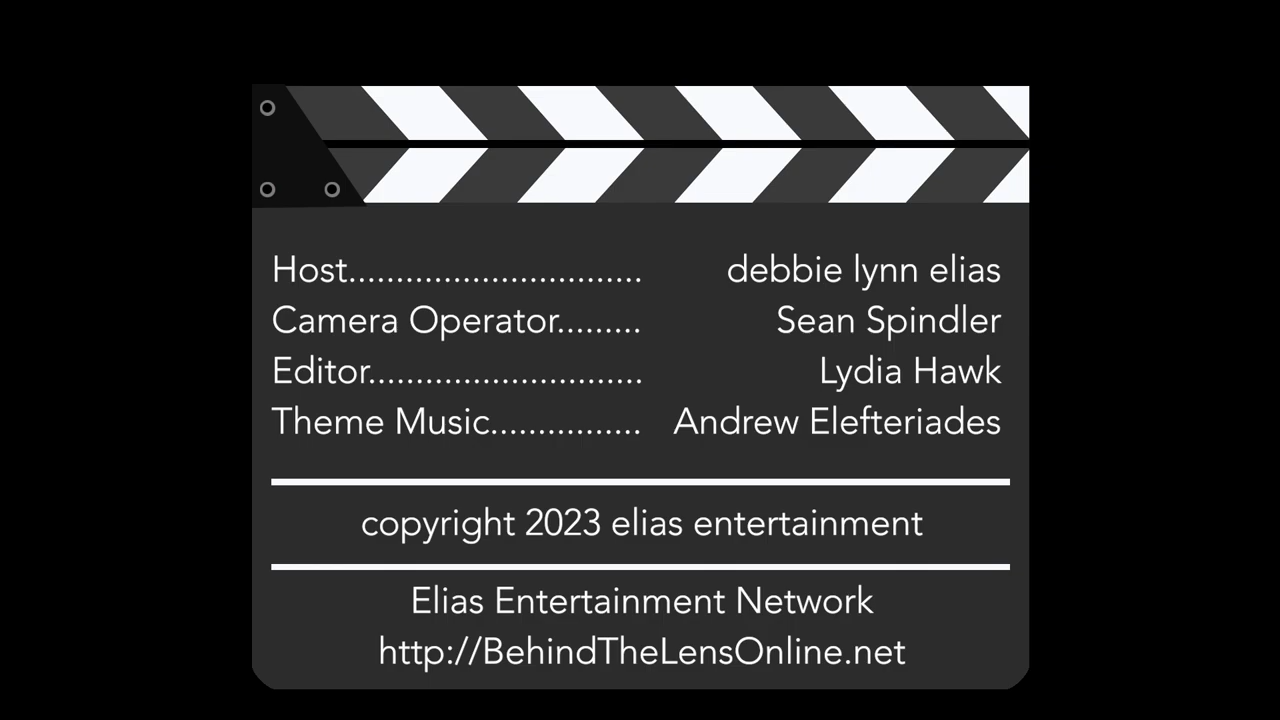 Host............................... debbie lynn elias
Camera Operator......... Sean Spindler
Editor............................. Lydia Hawk
Theme Music................ Andrew Elefteriades
copyright 2023 elias entertainment
Elias Entertainment Network
http://BehindTheLensOnline.net